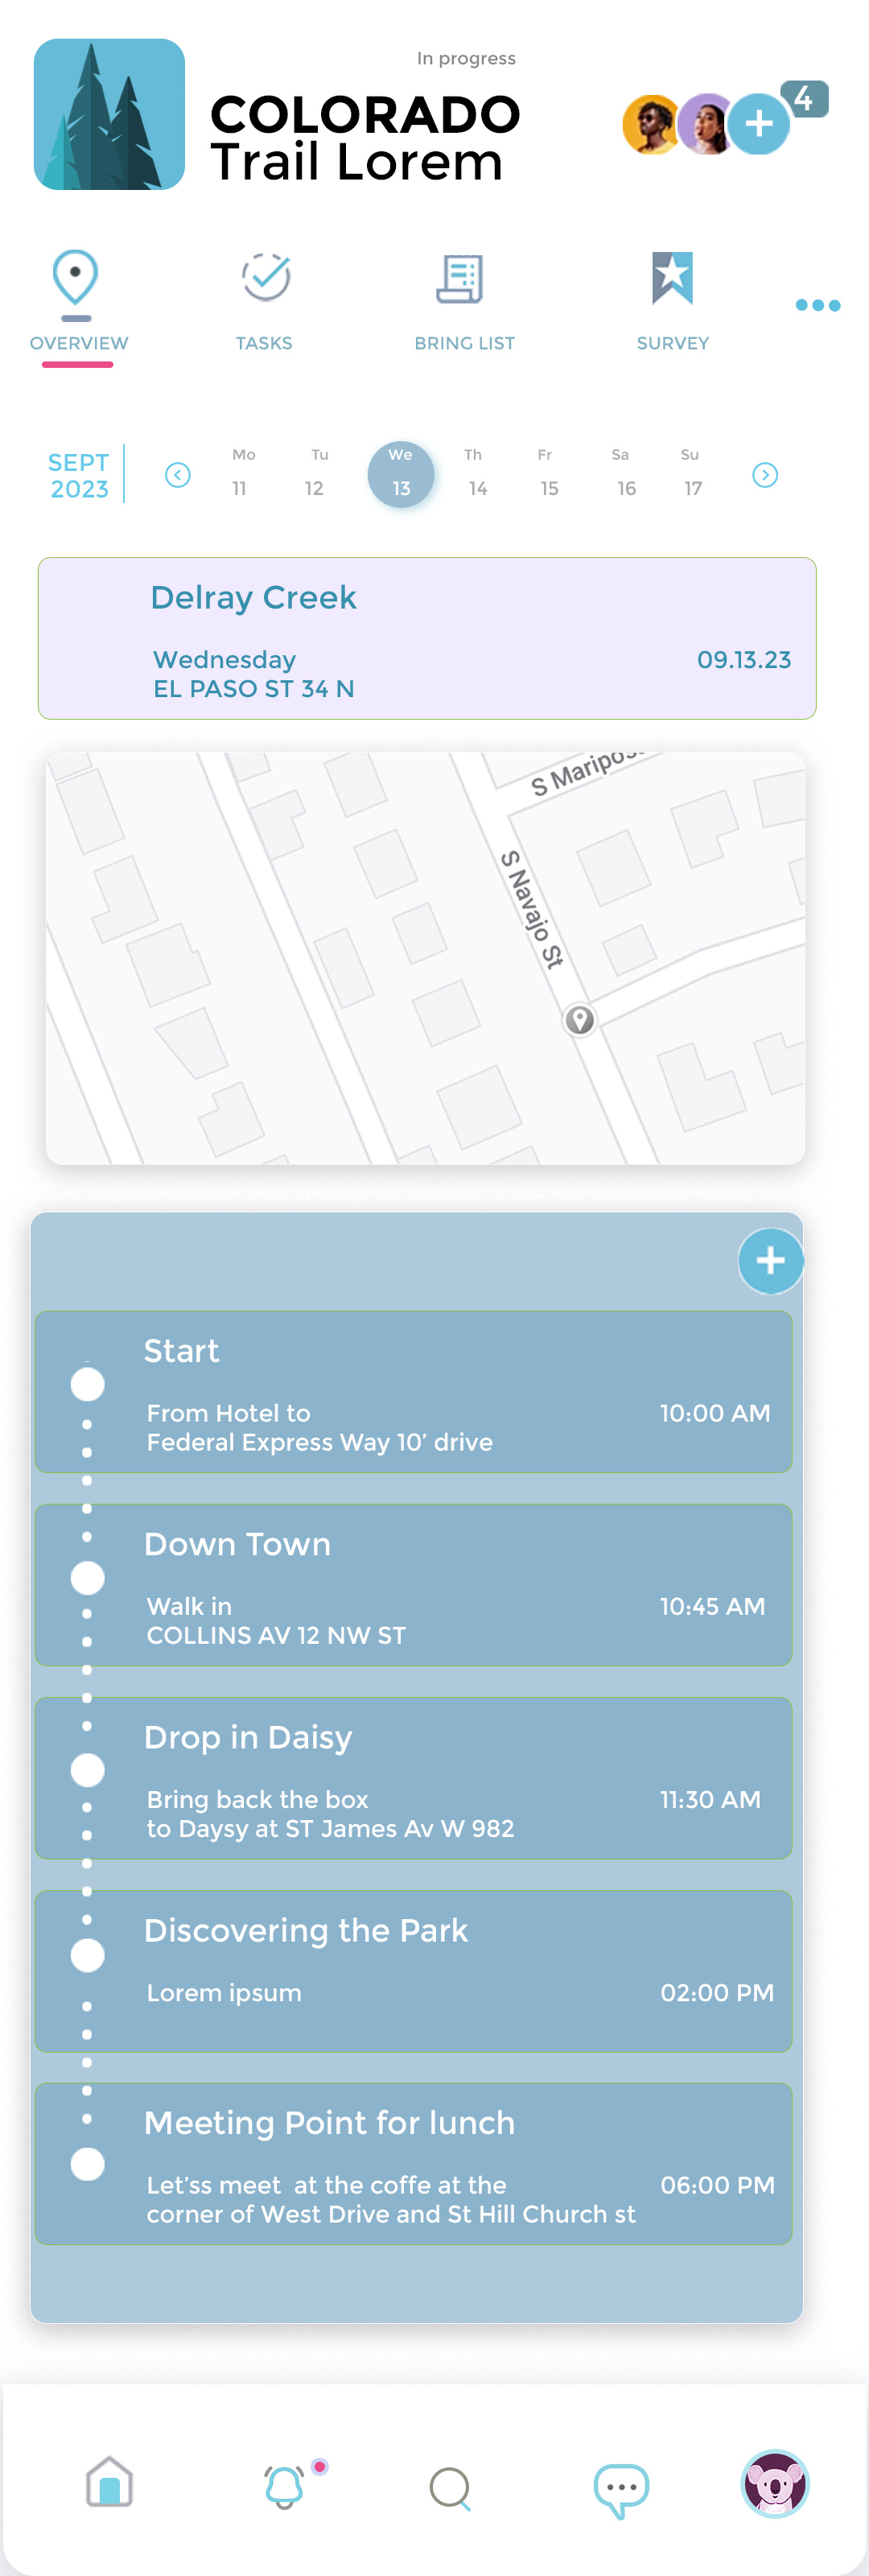 In progress
COLORADO
Trail Lorem
4
OVERVIEW
TASKS
BRING LIST
SURVEY
SEPT
2023
Mo Tu We Th Fr Sa Su
11 12 13 14 15 16 17
Delray Creek
Wednesday 09.13.23
EL PASO ST 34 N
S Navajo St
Start
From Hotel to 10:00 AM
Federal Express Way 10’ drive
Down Town
Walk in 10:45 AM
COLLINS AV 12 NW ST
Drop in Daisy
Bring back the box 11:30 AM
to Daysy at ST James Av W 982
Discovering the Park
Lorem ipsum 02:00 PM
Meeting Point for lunch
Let’ss meet at the coffe at the 06:00 PM
corner of West Drive and St Hill Church st